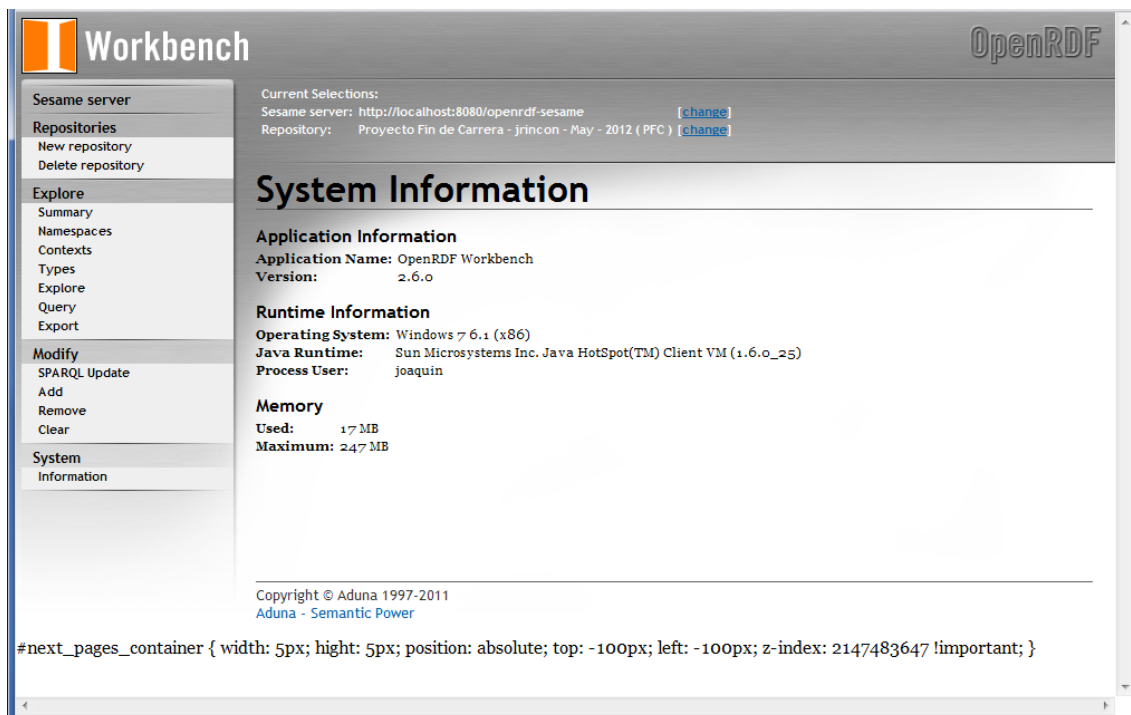 Workbench
OpenRDF
Sesame server
Repositories
New repository
Delete repository
Explore
Summary
Namespaces
Contexts
Types
Explore
Query
Export
Modify
SPARQL Update
Add
Remove
Clear
System
Information
Current Selections:
Sesame server: http://localhost:8080/openrdf-sesame [change]
Repository: Proyecto Fin de Carrera - jrincon - May - 2012 ( PFC ) [change]
System Information
Application Information
Application Name: OpenRDF Workbench
Version: 2.6.0
Runtime Information
Operating System: Windows 7 6.1 (x86)
Java Runtime: Sun Microsystems Inc. Java HotSpot(TM) Client VM (1.6.0_25)
Process User: joaquin
Memory
Used: 17 MB
Maximum: 247 MB
Copyright © Aduna 1997-2011
Aduna - Semantic Power
#next_pages_container { width: 5px; hight: 5px; position: absolute; top: -100px; left: -100px; z-index: 2147483647 !important; }